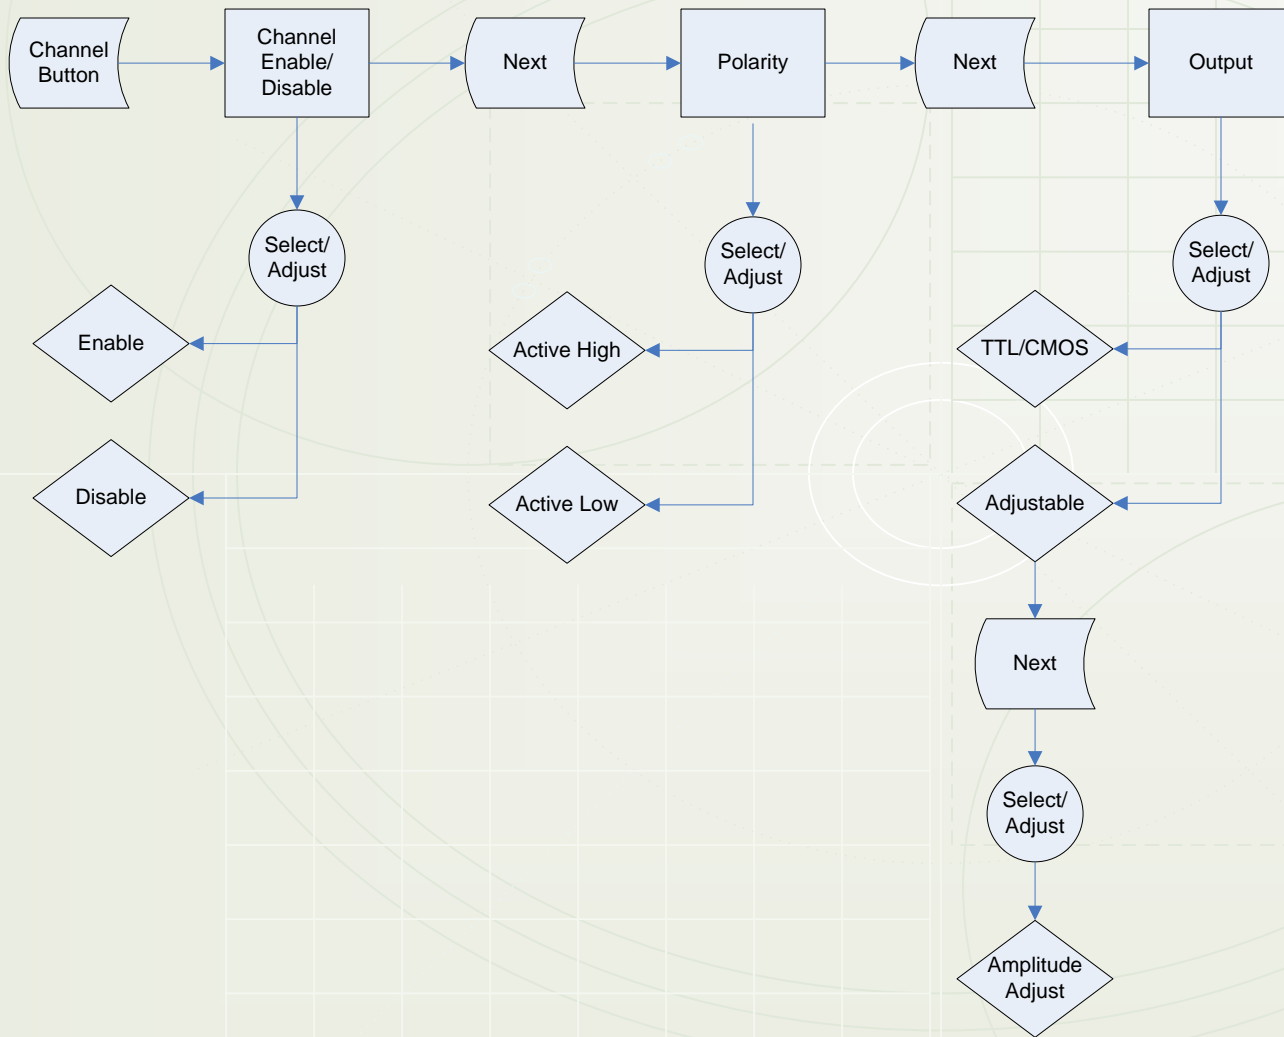 Channel
Button
Channel
Enable/
Disable
Next
Polarity
Next
Output
Select/
Adjust
Enable
Disable
Select/
Adjust
Active High
Active Low
Select/
Adjust
TTL/CMOS
Adjustable
Next
Select/
Adjust
Amplitude
Adjust